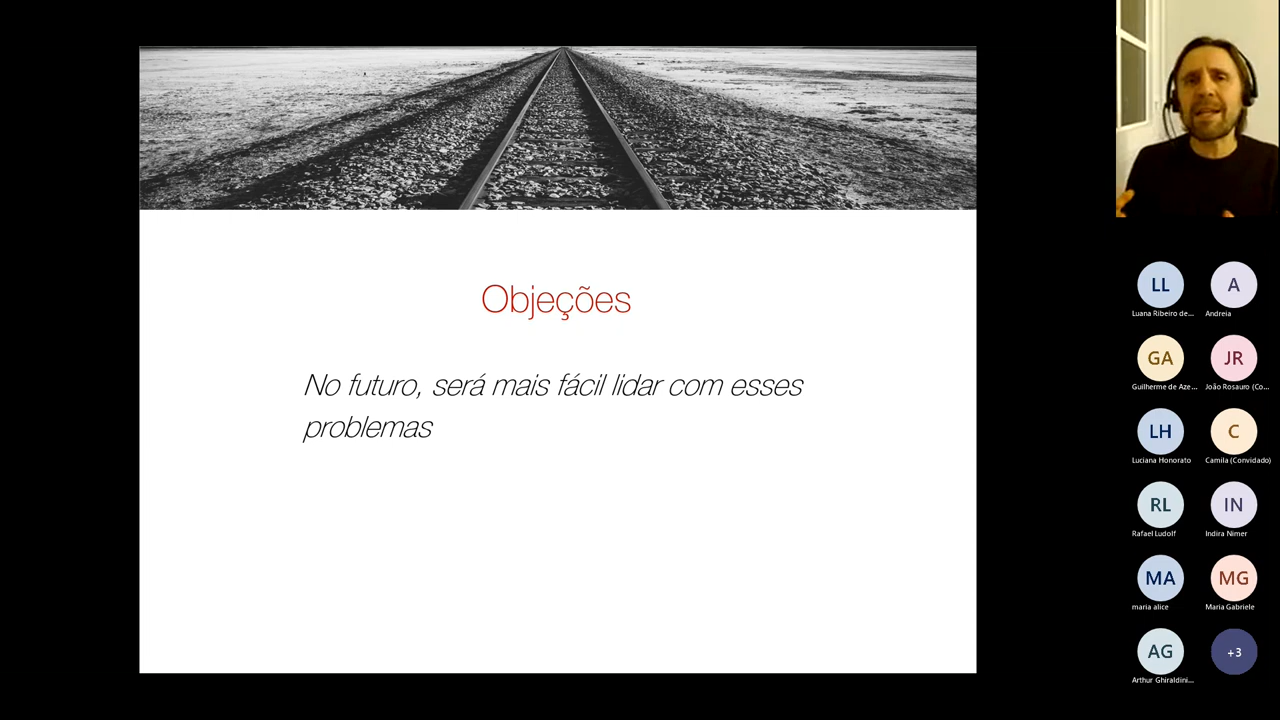 Objeções
No futuro, será mais fácil lidar com esses
problemas
LL
A
Luana Ribeiro de...
Andreia
GA
JR
Guilherme de Aze...
João Rosauro (Co...
LH
C
Luciana Honorato
Camila (Convidado)
RL
IN
Rafael Ludolf
Indira Nimer
MA
MG
maria alice
Maria Gabriele
AG
+3
Arthur Ghiraldini...